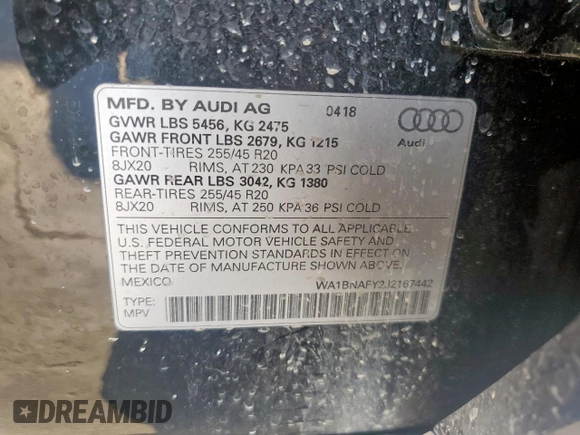 MFD. BY AUDI AG 0418
GVWR LBS 5456, KG 2475
GAWR FRONT LBS 2679, KG 1215
Audi
FRONT-TIRES 255/45 R20
8JX20 RIMS, AT 230 KPA 33 PSI COLD
GAWR REAR LBS 3042, KG 1380
REAR-TIRES 255/45 R20
8JX20 RIMS, AT 250 KPA 36 PSI COLD
THIS VEHICLE CONFORMS TO ALL APPLICABLE
U.S. FEDERAL MOTOR VEHICLE SAFETY AND
THEFT PREVENTION STANDARDS IN EFFECT ON
THE DATE OF MANUFACTURE SHOWN ABOVE.
MEXICO WA1BNAFY2J2167442
TYPE:
MPV
DREAMBID